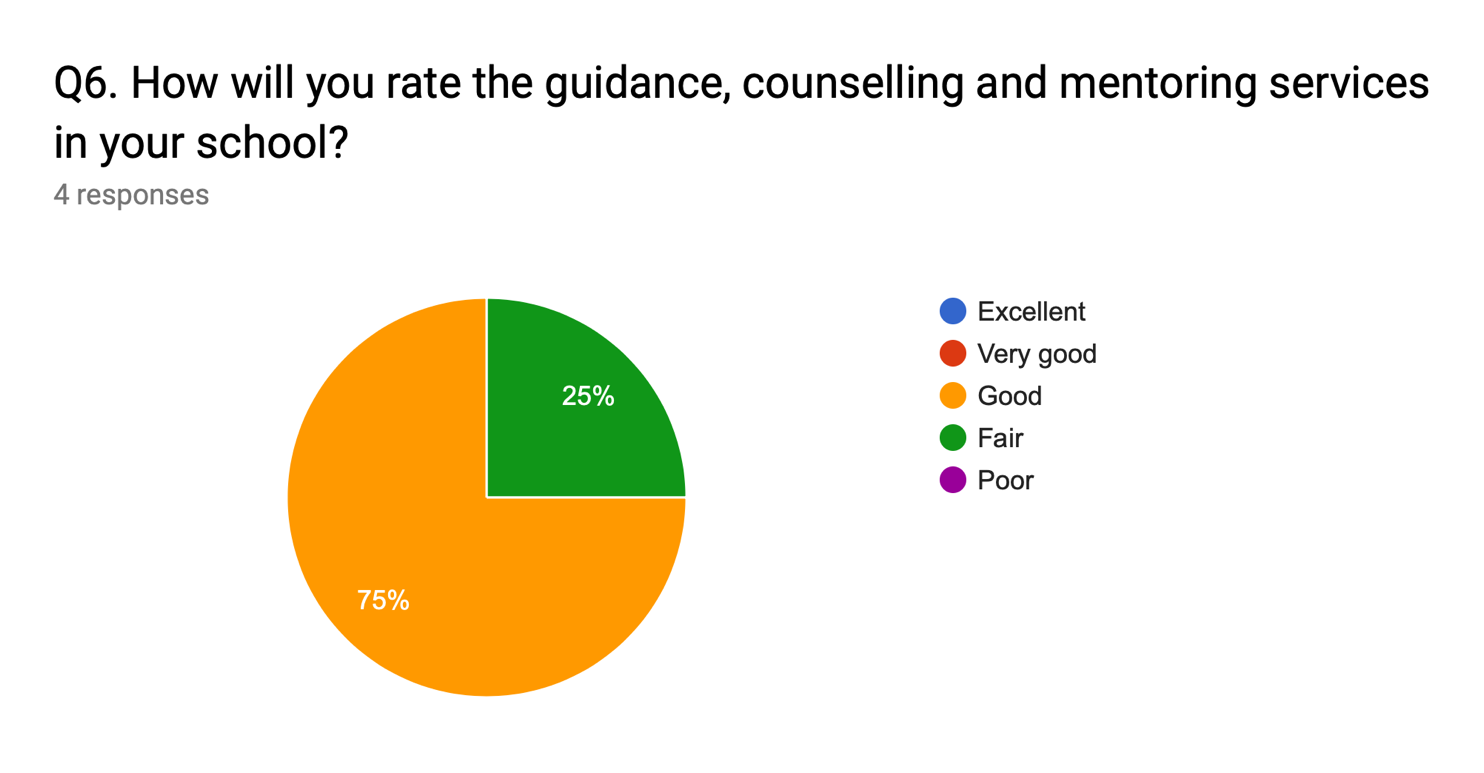 Q6. How will you rate the guidance, counselling and mentoring services
in your school?
4 responses
25%
75%
Excellent
Very good
Good
Fair
Poor